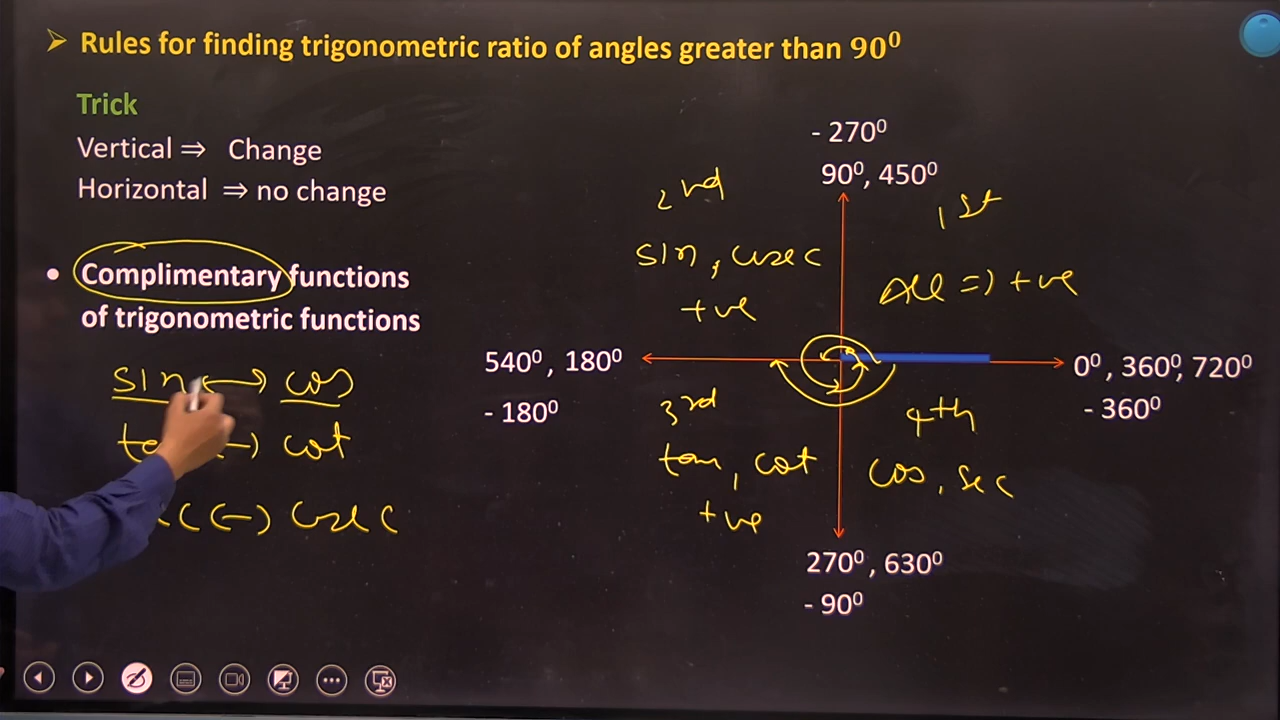 ➤ Rules for finding trigonometric ratio of angles greater than 90⁰
Trick
Vertical ⇒ Change
Horizontal ⇒ no change
• Complimentary functions
of trigonometric functions
sin ↔ cos
↔ cot
↔ cosec
- 270⁰
90⁰, 450⁰
2nd
sin, cosec
+ve
1st
All ⇒ +ve
540⁰ , 180⁰
- 180⁰
0⁰ , 360⁰, 720⁰
- 360⁰
3rd
tan, cot
+ve
4th
cos, sec
270⁰ , 630⁰
- 90⁰